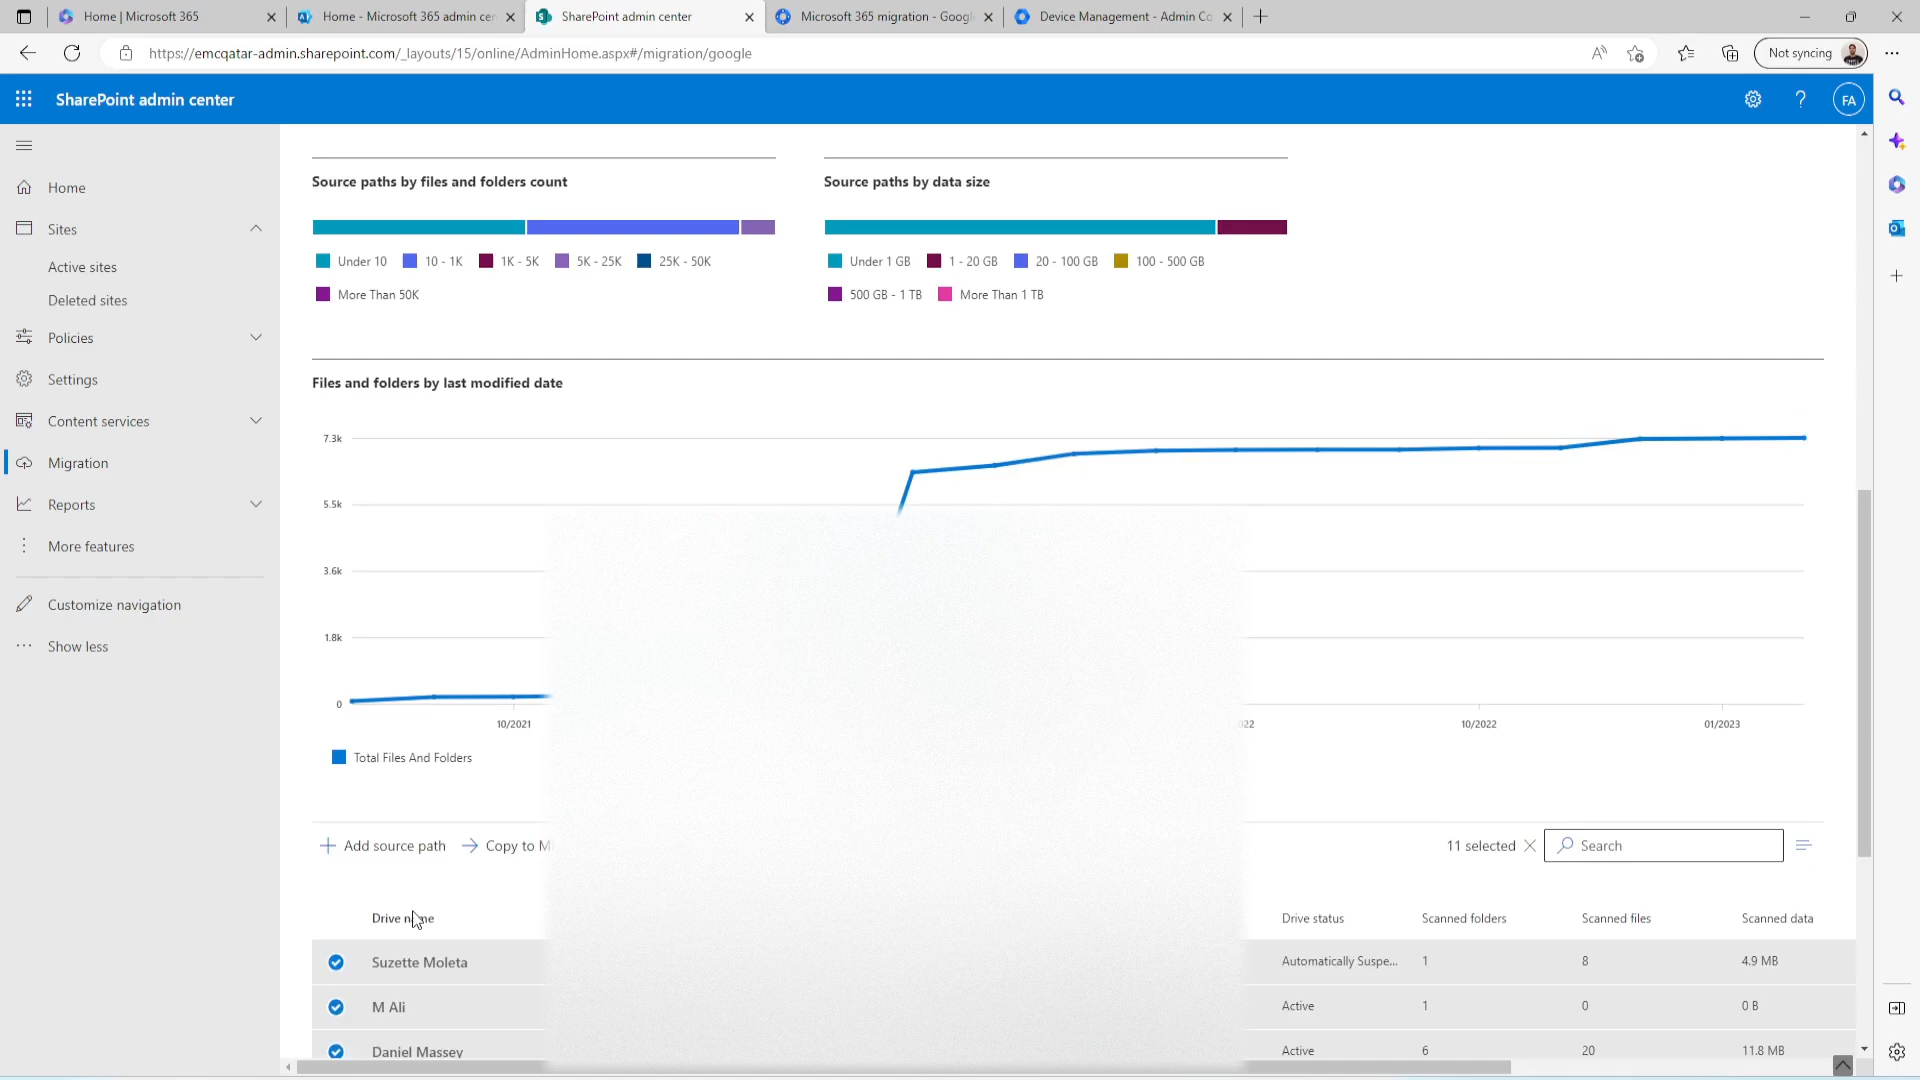 Home | Microsoft 365
Home - Microsoft 365 admin cen
SharePoint admin center
Microsoft 365 migration - Googl
Device Management - Admin Co
https://emcqatar-admin.sharepoint.com/_layouts/15/online/AdminHome.aspx#/migration/google
Not syncing
SharePoint admin center
FA
Home
Sites
Active sites
Deleted sites
Policies
Settings
Content services
Migration
Reports
More features
Customize navigation
Show less
Source paths by files and folders count
Under 10
10 - 1K
1K - 5K
5K - 25K
25K - 50K
More Than 50K
Source paths by data size
Under 1 GB
1 - 20 GB
20 - 100 GB
100 - 500 GB
500 GB - 1 TB
More Than 1 TB
Files and folders by last modified date
7.3k
5.5k
3.6k
1.8k
0
10/2021
22
10/2022
01/2023
Total Files And Folders
Add source path
Copy to M
11 selected
Search
Drive name
Drive status
Scanned folders
Scanned files
Scanned data
Suzette Moleta
Automatically Suspe...
1
8
4.9 MB
M Ali
Active
1
0
0 B
Daniel Massey
Active
6
20
11.8 MB